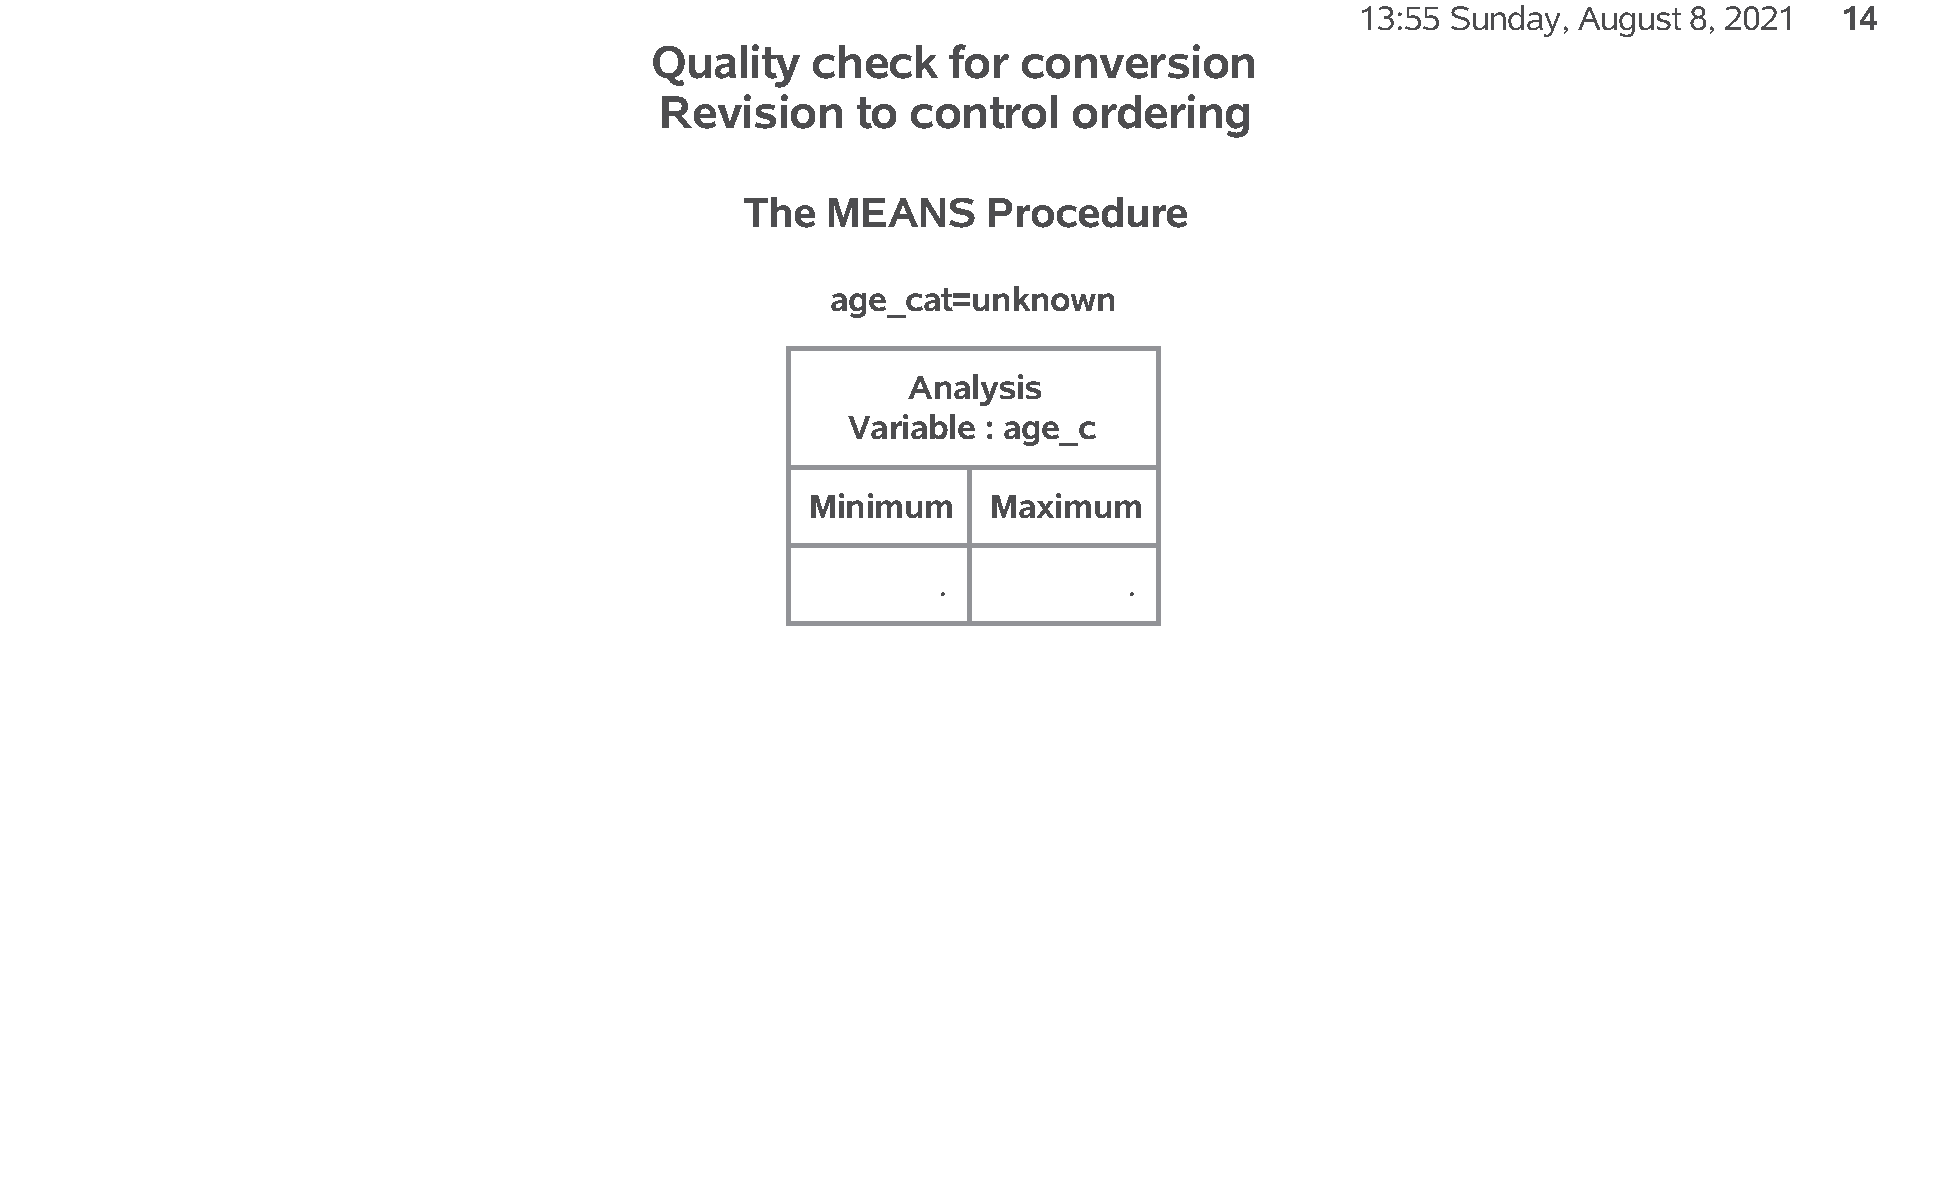 13:55 Sunday, August 8, 2021 14
Quality check for conversion
Revision to control ordering
The MEANS Procedure
age_cat=unknown
Analysis
Variable : age_c
Minimum Maximum
. .